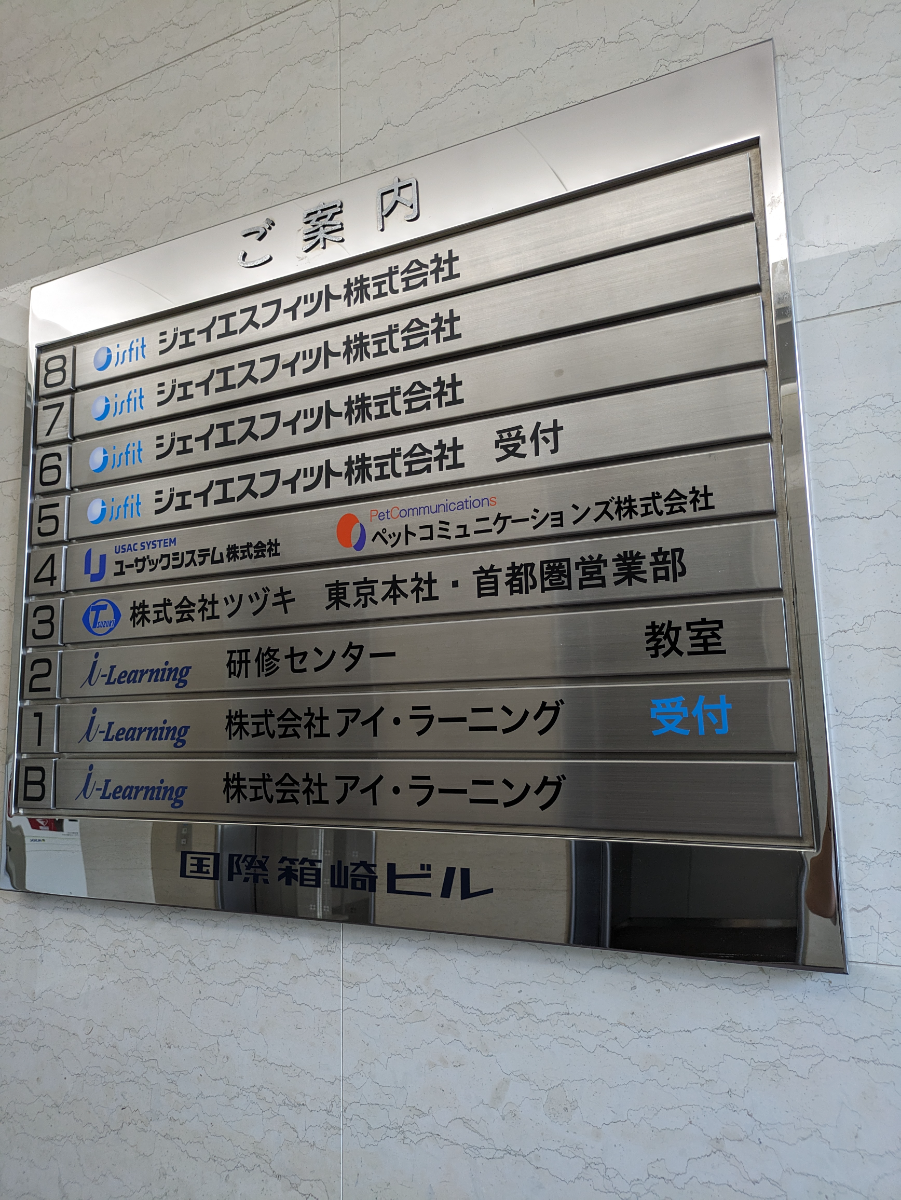 ご案内
8 jsfit ジェイエスフィット株式会社
7 jsfit ジェイエスフィット株式会社
6 jsfit ジェイエスフィット株式会社
5 jsfit ジェイエスフィット株式会社 受付
4 USAC SYSTEM ユーザックシステム株式会社 PetCommunications ペットコミュニケーションズ株式会社
3 TSUZUKI 株式会社ツヅキ 東京本社・首都圏営業部
2 i-Learning 研修センター 教室
1 i-Learning 株式会社アイ・ラーニング 受付
B i-Learning 株式会社アイ・ラーニング
国際箱崎ビル